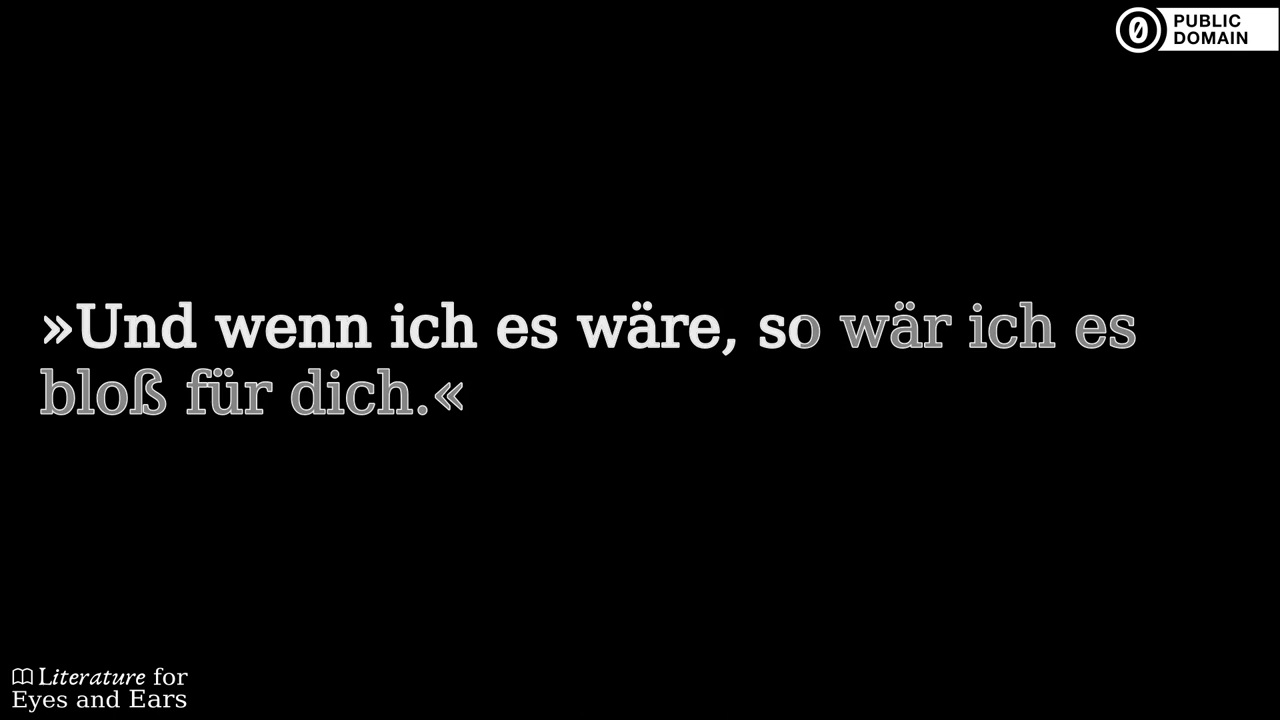 PUBLIC
DOMAIN
»Und wenn ich es wäre, so wär ich es
bloß für dich.«
Literature for
Eyes and Ears